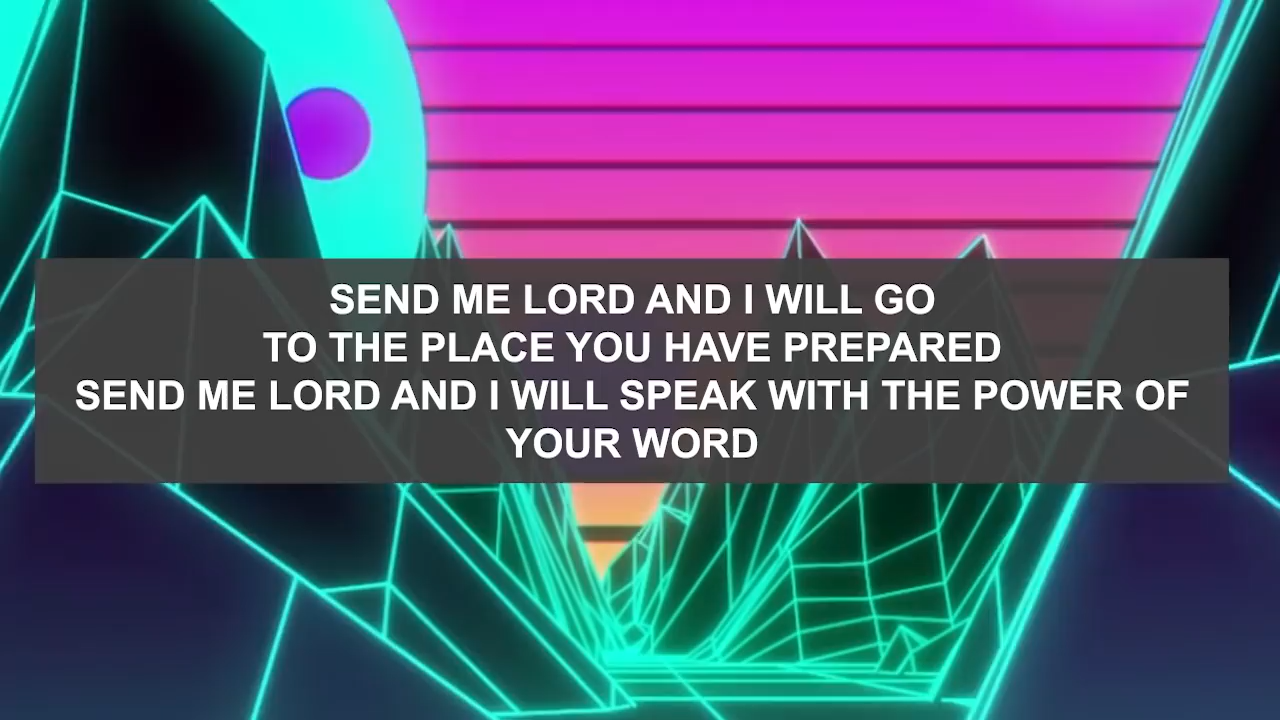 SEND ME LORD AND I WILL GO
TO THE PLACE YOU HAVE PREPARED
SEND ME LORD AND I WILL SPEAK WITH THE POWER OF
YOUR WORD